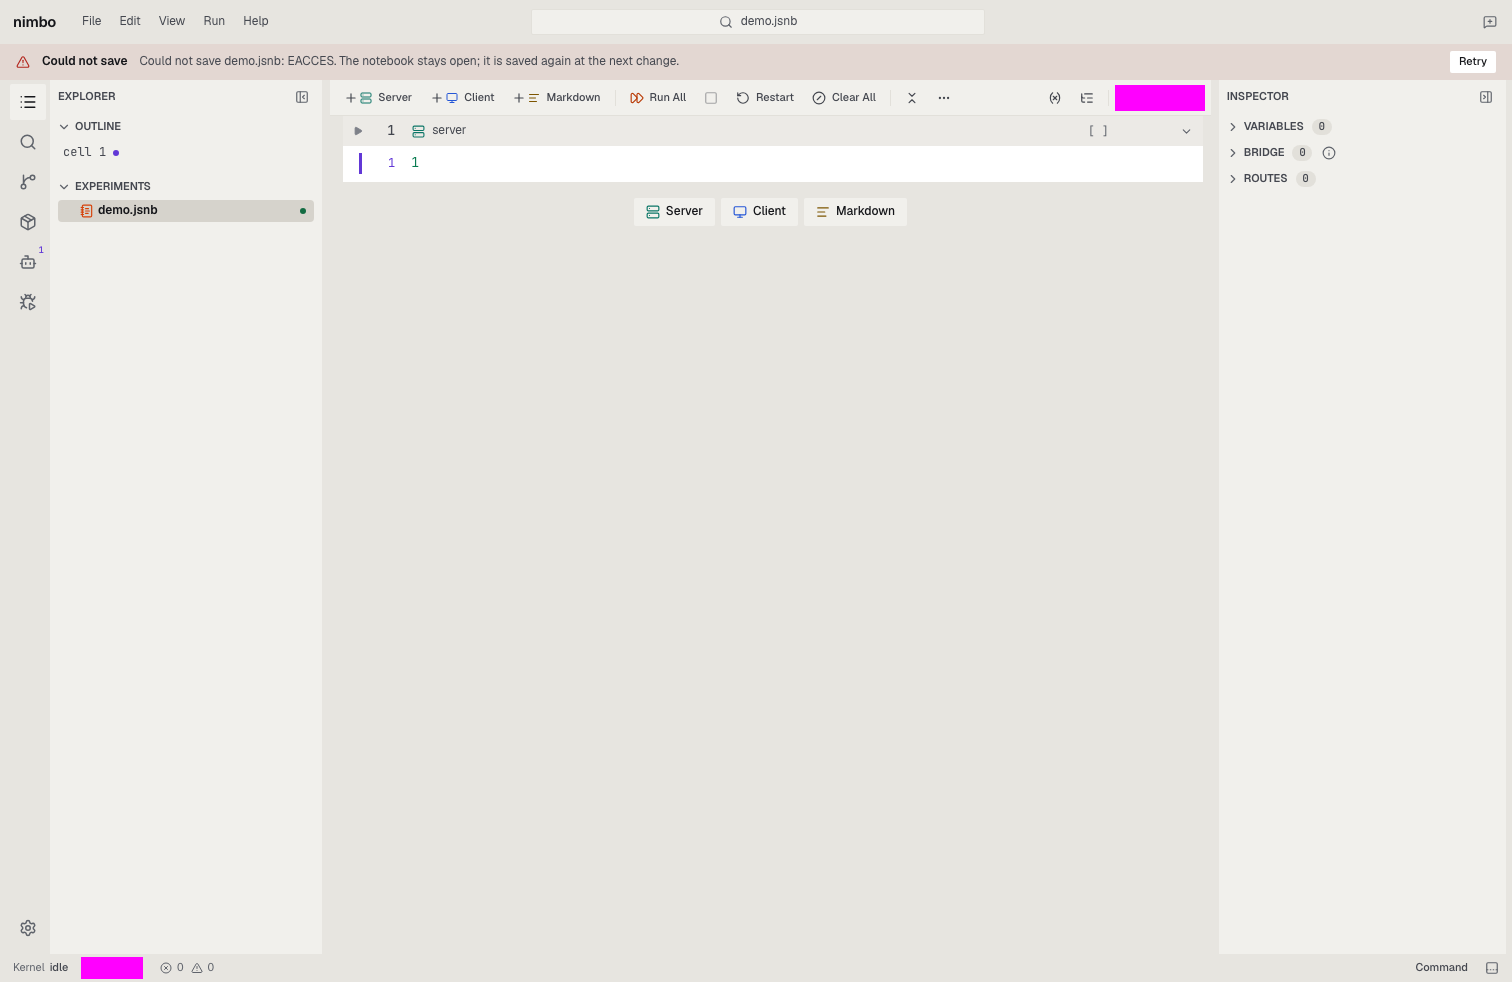 nimbo File Edit View Run Help demo.jsnb
Could not save Could not save demo.jsnb: EACCES. The notebook stays open; it is saved again at the next change. Retry
EXPLORER
OUTLINE
cell 1
EXPERIMENTS
demo.jsnb
1
Server Client Markdown Run All Restart Clear All
1 server [ ]
1 1
Server Client Markdown
INSPECTOR
VARIABLES 0
BRIDGE 0
ROUTES 0
Kernel idle 0 0 Command